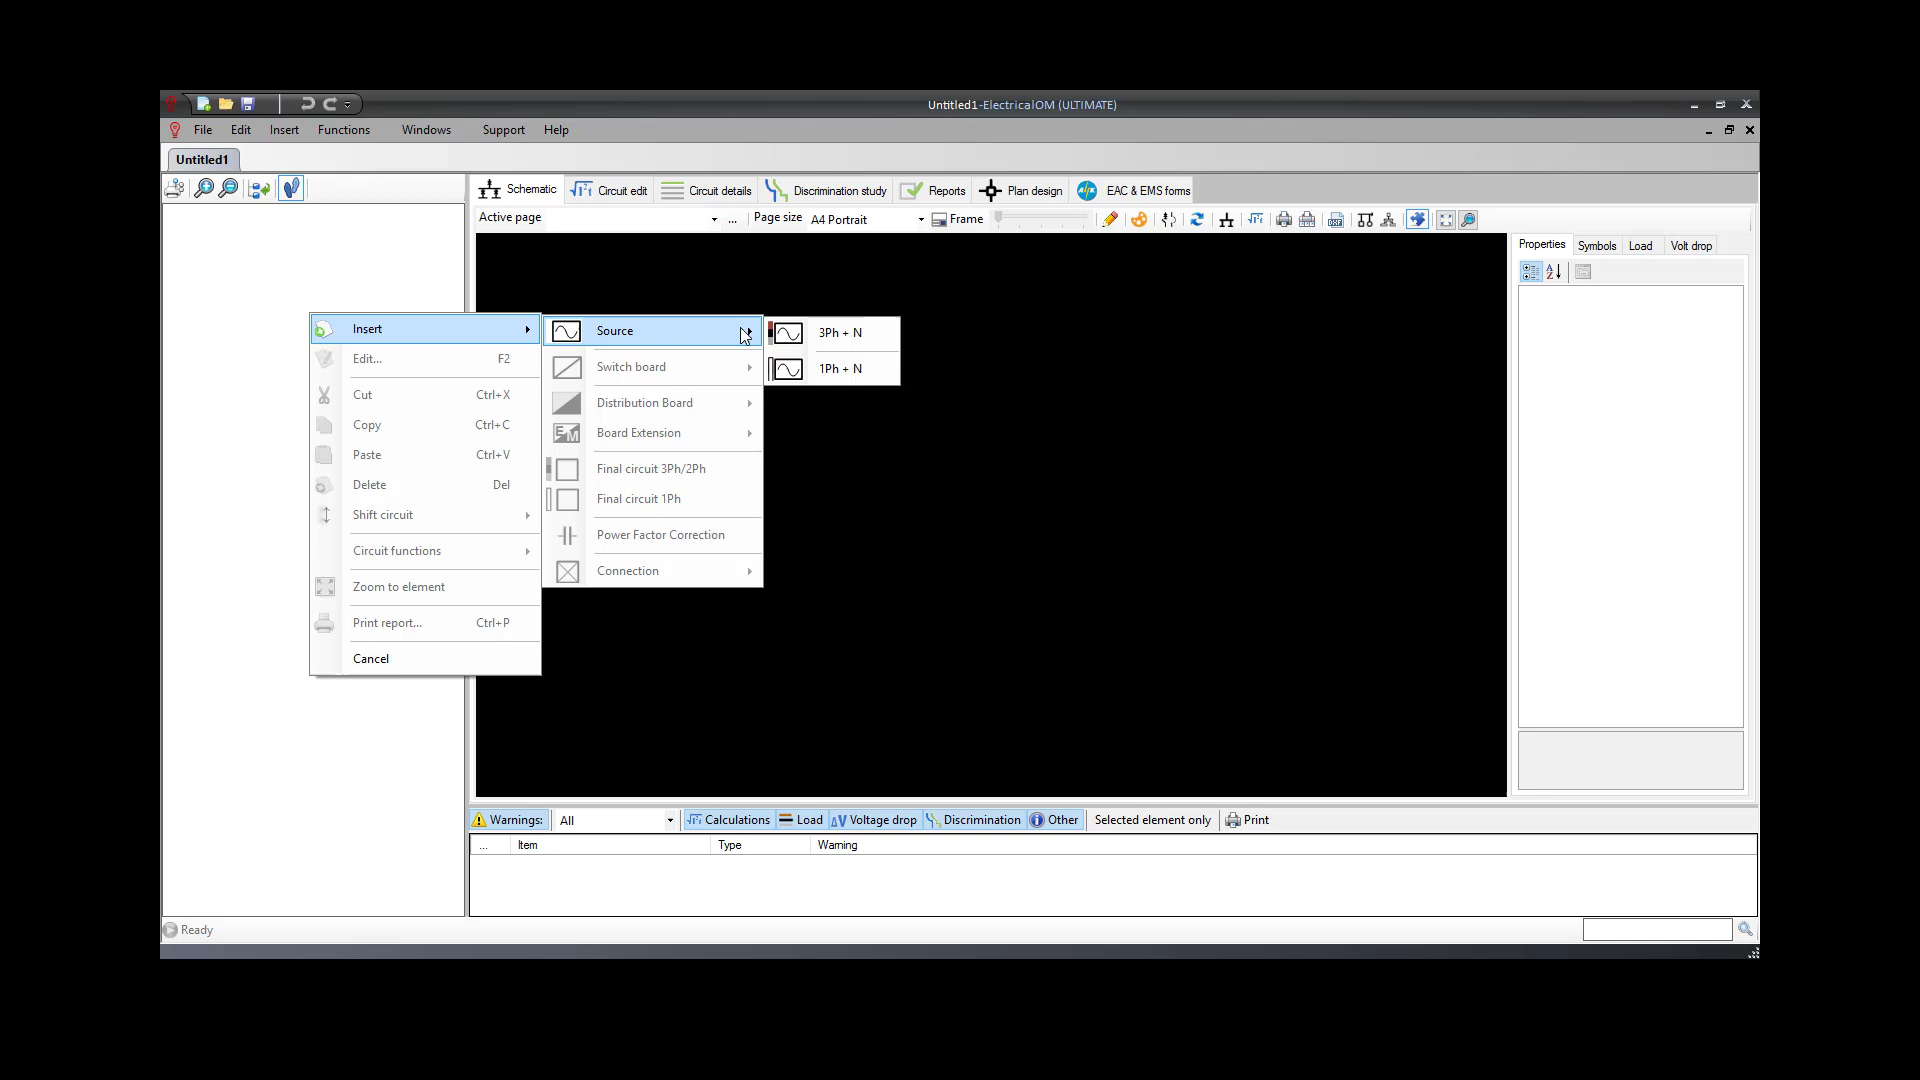 Untitled1-ElectricalOM (ULTIMATE)
File Edit Insert Functions Windows Support Help
Untitled1
Schematic Circuit edit Circuit details Discrimination study Reports Plan design EAC & EMS forms
Active page ... Page size A4 Portrait Frame
Properties Symbols Load Volt drop
Insert
Edit... F2
Cut Ctrl+X
Copy Ctrl+C
Paste Ctrl+V
Delete Del
Shift circuit
Circuit functions
Zoom to element
Print report... Ctrl+P
Cancel
Source
Switch board
Distribution Board
Board Extension
Final circuit 3Ph/2Ph
Final circuit 1Ph
Power Factor Correction
Connection
3Ph + N
1Ph + N
Warnings: All Calculations Load Voltage drop Discrimination Other Selected element only Print
... Item Type Warning
Ready